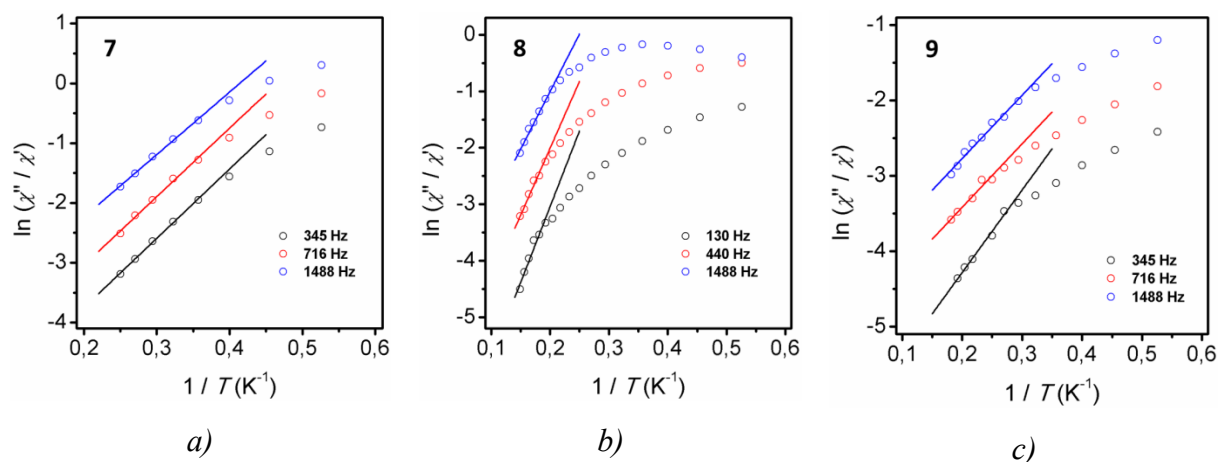 7
ln (χ'' / χ')
1
0
-1
-2
-3
-4
345 Hz
716 Hz
1488 Hz
0,2 0,3 0,4 0,5 0,6
1 / T (K⁻¹)
a)
8
ln (χ'' / χ')
0
-1
-2
-3
-4
-5
130 Hz
440 Hz
1488 Hz
0,1 0,2 0,3 0,4 0,5 0,6
1 / T (K⁻¹)
b)
9
ln (χ'' / χ')
-1
-2
-3
-4
-5
345 Hz
716 Hz
1488 Hz
0,1 0,2 0,3 0,4 0,5 0,6
1 / T (K⁻¹)
c)